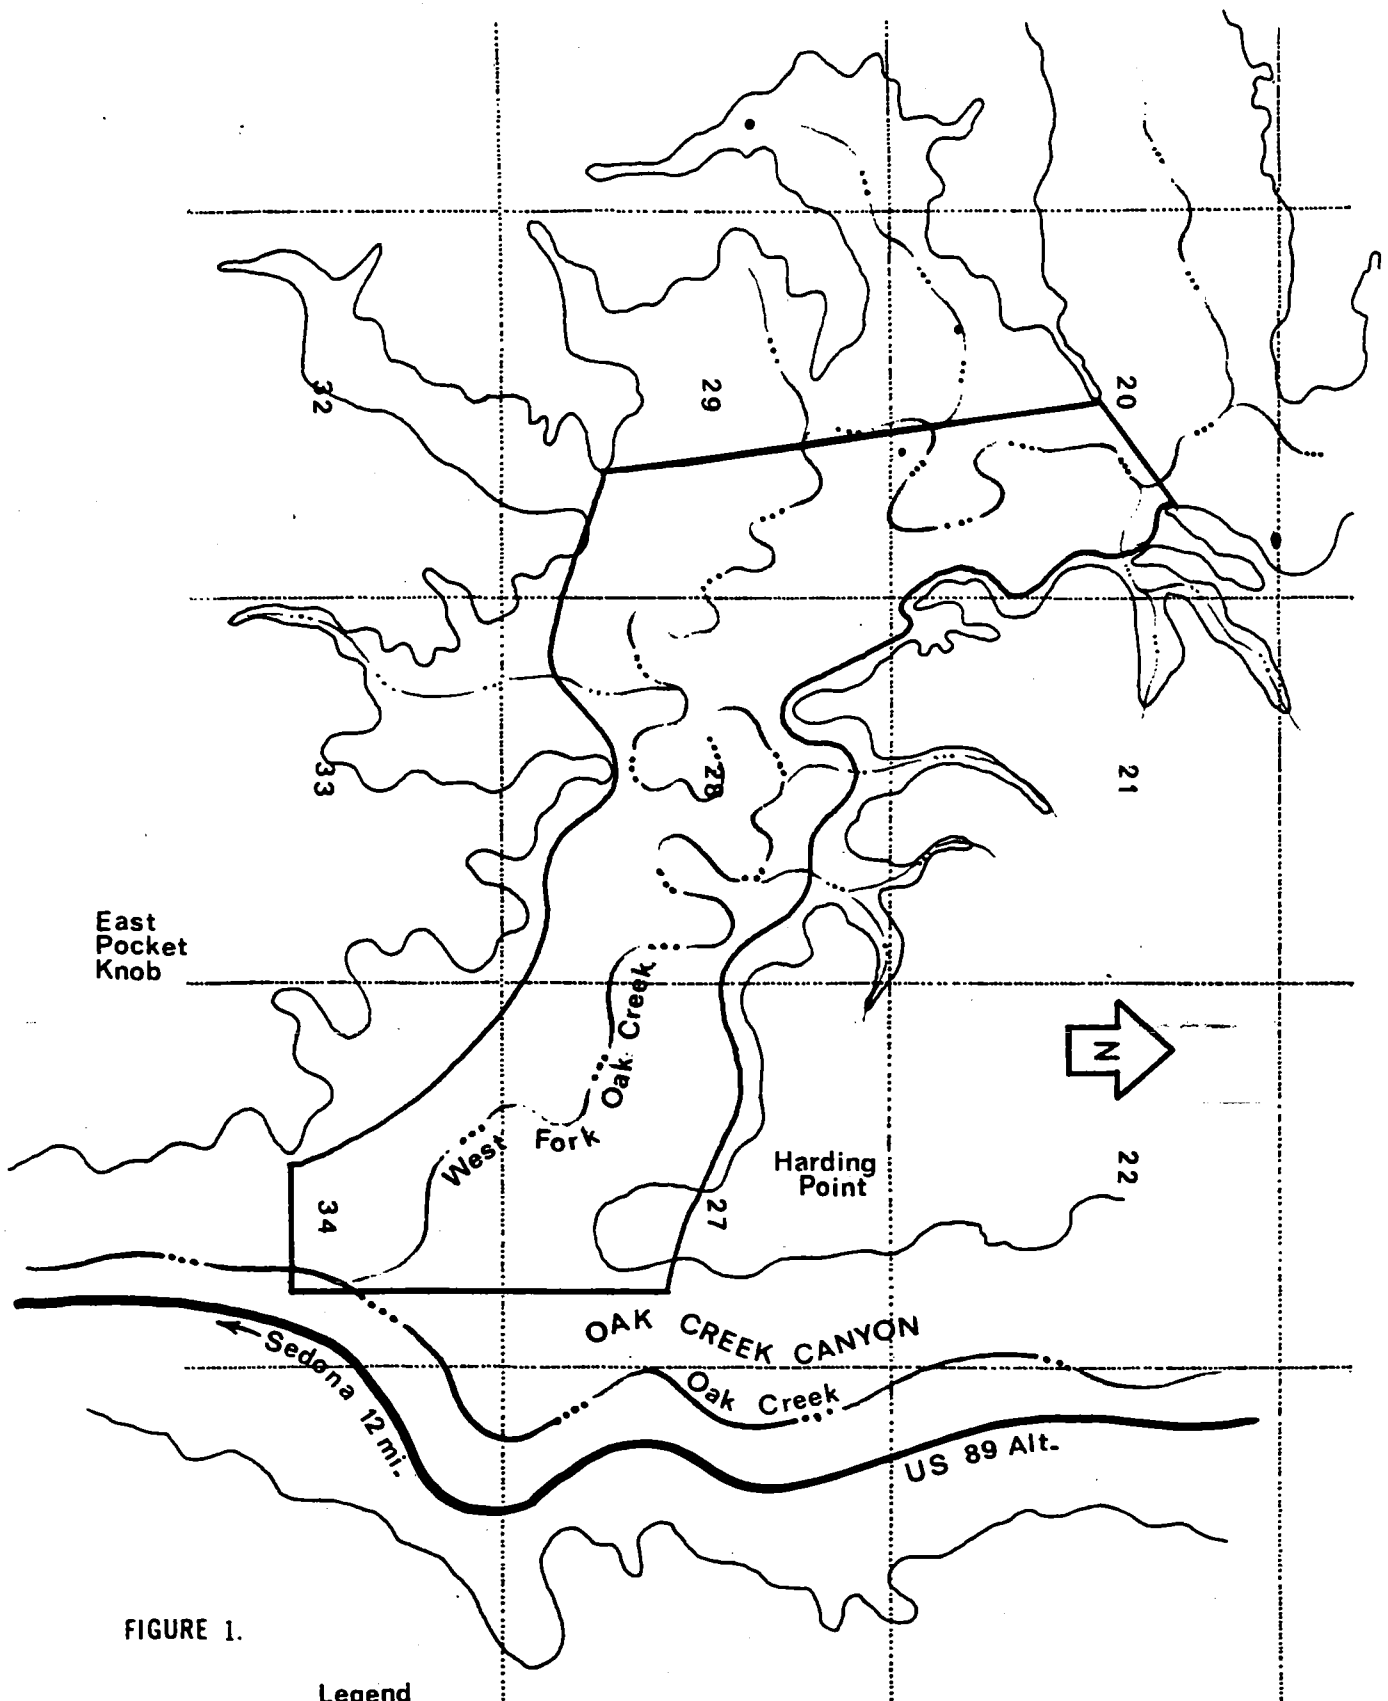 32
29
20
33
28
21
East
Pocket
Knob
N
West Fork Oak Creek
Harding
Point
22
34
27
OAK CREEK CANYON
Sedona 12 mi.
Oak Creek
US 89 Alt.
FIGURE 1.
Legend